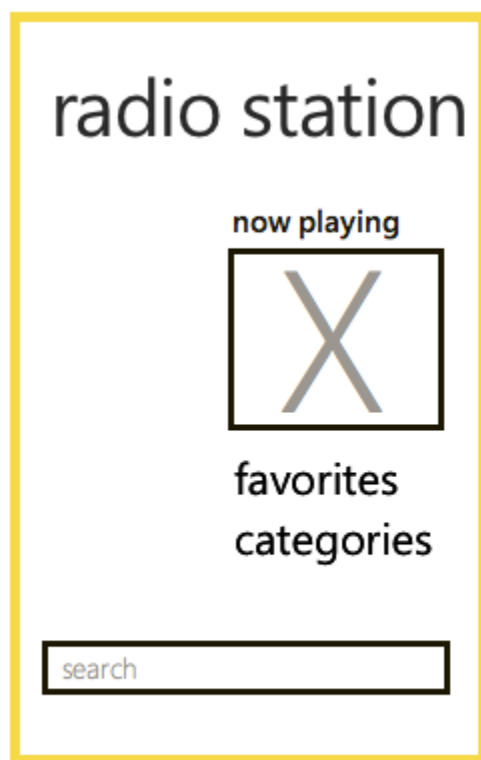 radio station
now playing
X
favorites
categories
search